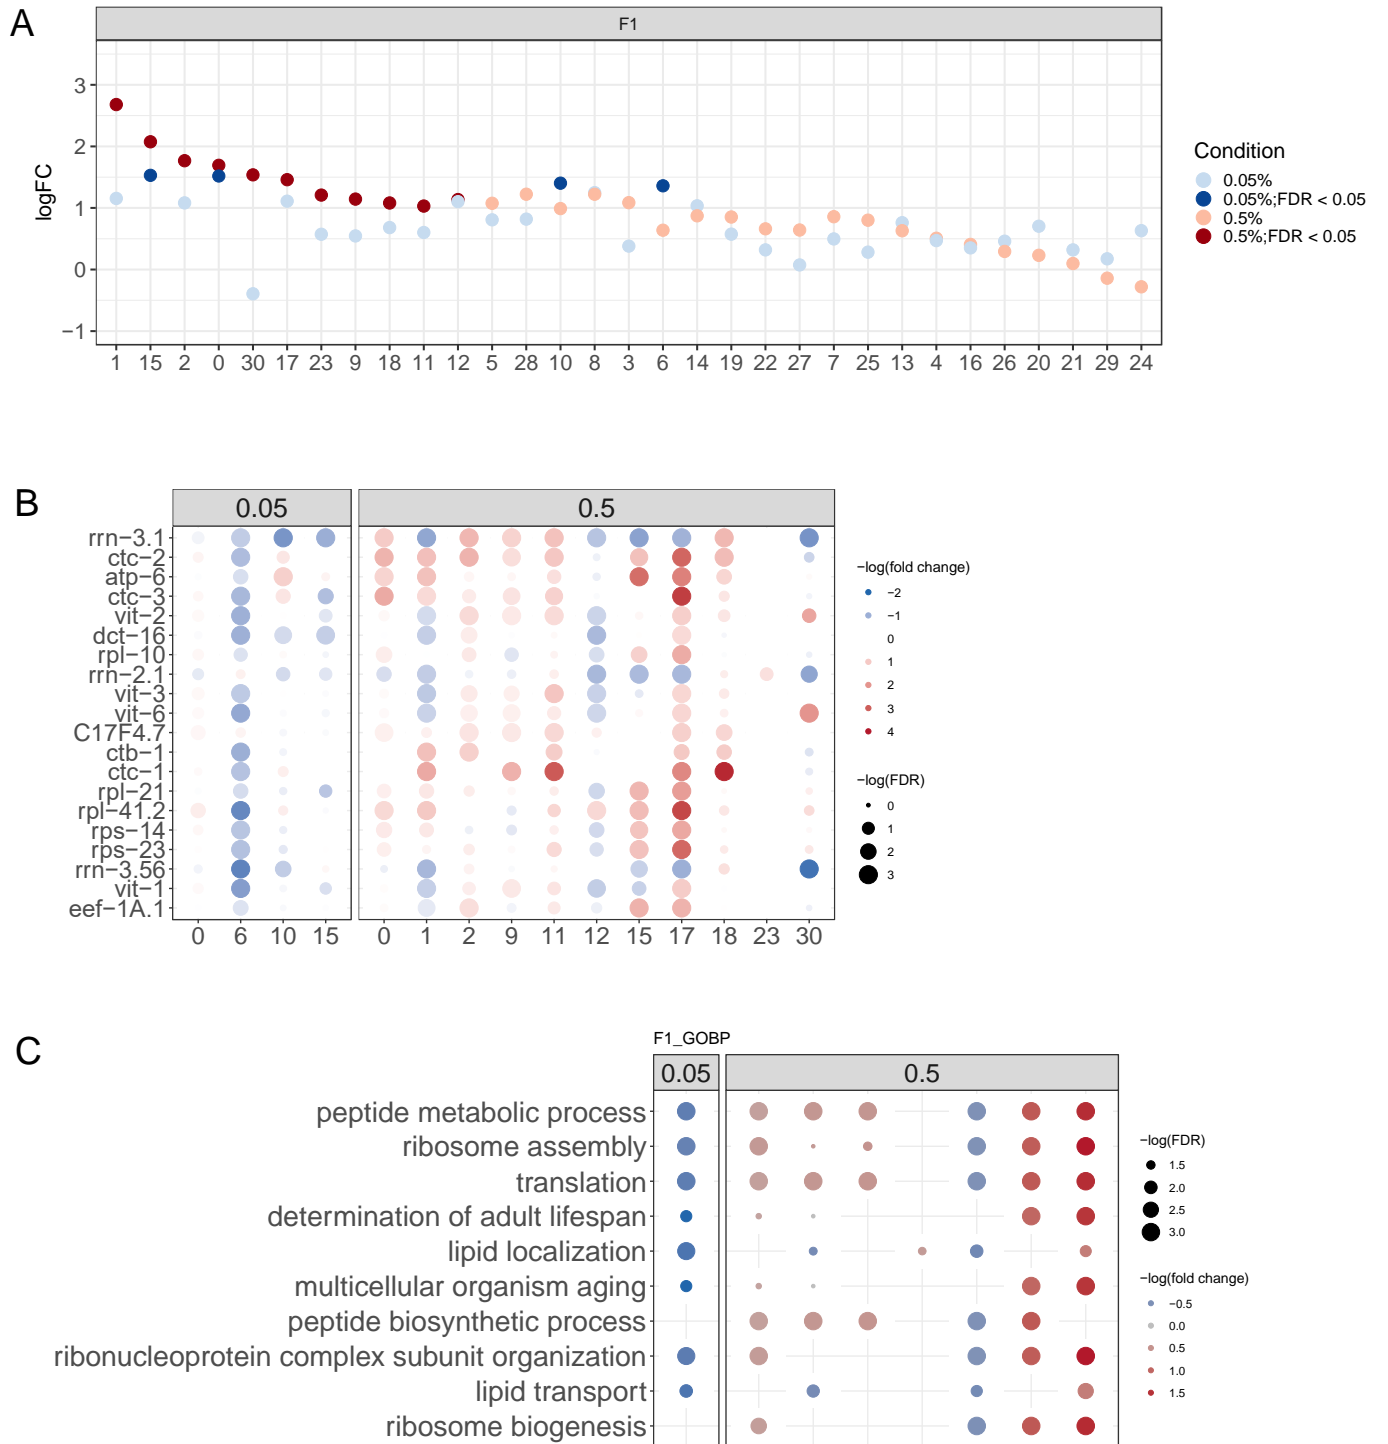 A
F1
3
2
1
0
−1
logFC
1 15 2 0 30 17 23 9 18 11 12 5 28 10 8 3 6 14 19 22 27 7 25 13 4 16 26 20 21 29 24
Condition
0.05%
0.05%;FDR < 0.05
0.5%
0.5%;FDR < 0.05
B
0.05
0.5
rrn−3.1
ctc−2
atp−6
ctc−3
vit−2
dct−16
rpl−10
rrn−2.1
vit−3
vit−6
C17F4.7
ctb−1
ctc−1
rpl−21
rpl−41.2
rps−14
rps−23
rrn−3.56
vit−1
eef−1A.1
0 6 10 15
0 1 2 9 11 12 15 17 18 23 30
−log(fold change)
−2
−1
0
1
2
3
4
−log(FDR)
0
1
2
3
C
F1_GOBP
0.05
0.5
peptide metabolic process
ribosome assembly
translation
determination of adult lifespan
lipid localization
multicellular organism aging
peptide biosynthetic process
ribonucleoprotein complex subunit organization
lipid transport
ribosome biogenesis
−log(FDR)
1.5
2.0
2.5
3.0
−log(fold change)
−0.5
0.0
0.5
1.0
1.5